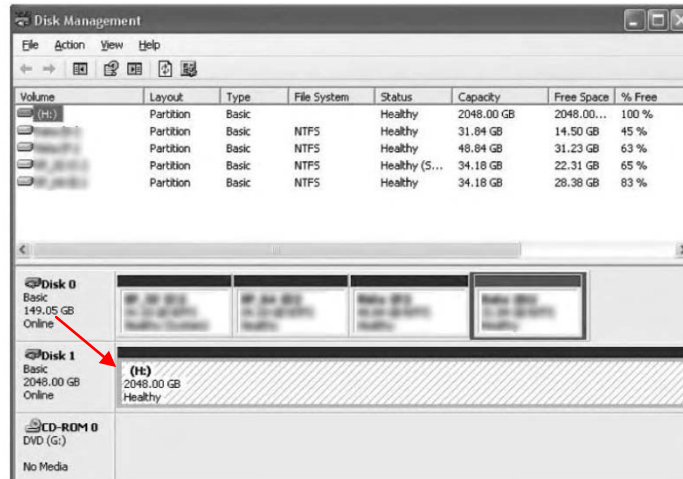 Disk Management
File Action View Help
Volume Layout Type File System Status Capacity Free Space % Free
(H:) Partition Basic Healthy 2048.00 GB 2048.00... 100 %
Partition Basic NTFS Healthy 31.84 GB 14.50 GB 45 %
Partition Basic NTFS Healthy 48.84 GB 31.23 GB 63 %
Partition Basic NTFS Healthy (S... 34.18 GB 22.31 GB 65 %
Partition Basic NTFS Healthy 34.18 GB 28.38 GB 83 %
Disk 0
Basic
149.05 GB
Online
Disk 1
Basic
2048.00 GB
Online
(H:)
2048.00 GB
Healthy
CD-ROM 0
DVD (G:)
No Media